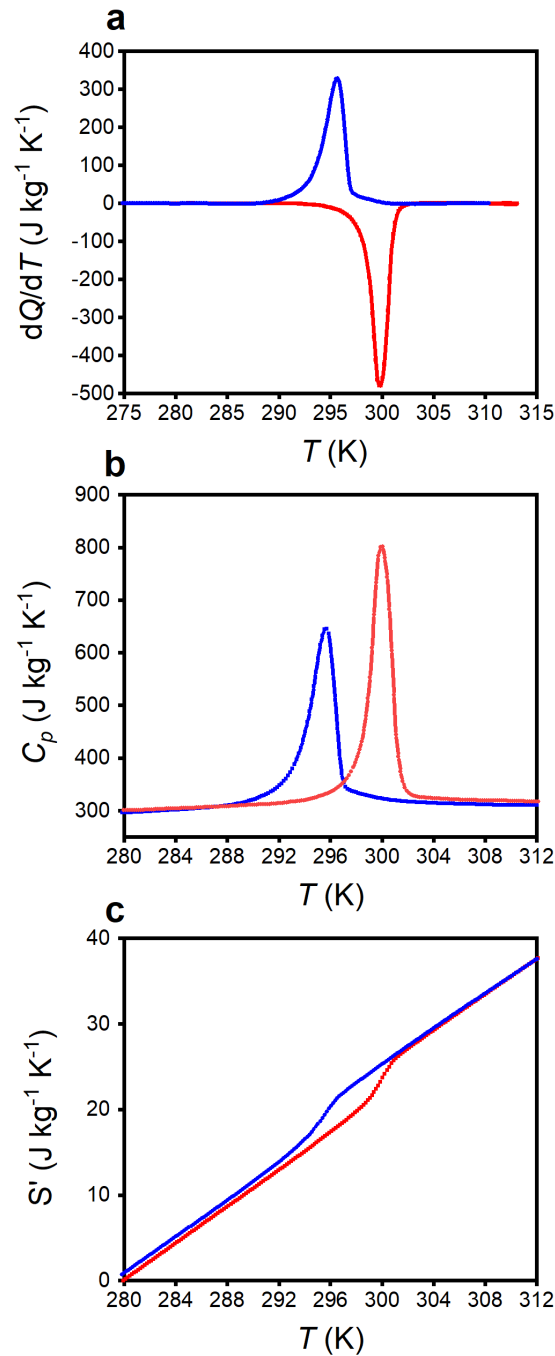 a
400
300
200
100
0
-100
-200
-300
-400
-500
dQ/dT (J kg⁻¹ K⁻¹)
275 280 285 290 295 300 305 310 315
T (K)
b
900
800
700
600
500
400
300
Cₚ (J kg⁻¹ K⁻¹)
280 284 288 292 296 300 304 308 312
T (K)
c
40
30
20
10
0
S' (J kg⁻¹ K⁻¹)
280 284 288 292 296 300 304 308 312
T (K)